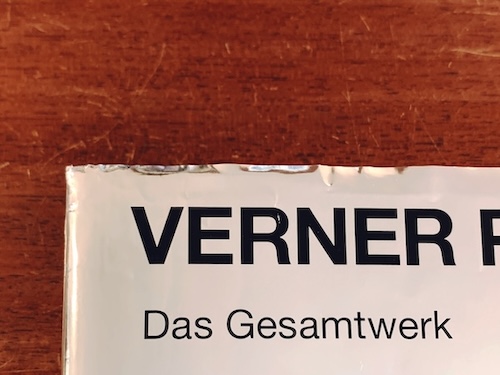 VERNER P
Das Gesamtwerk